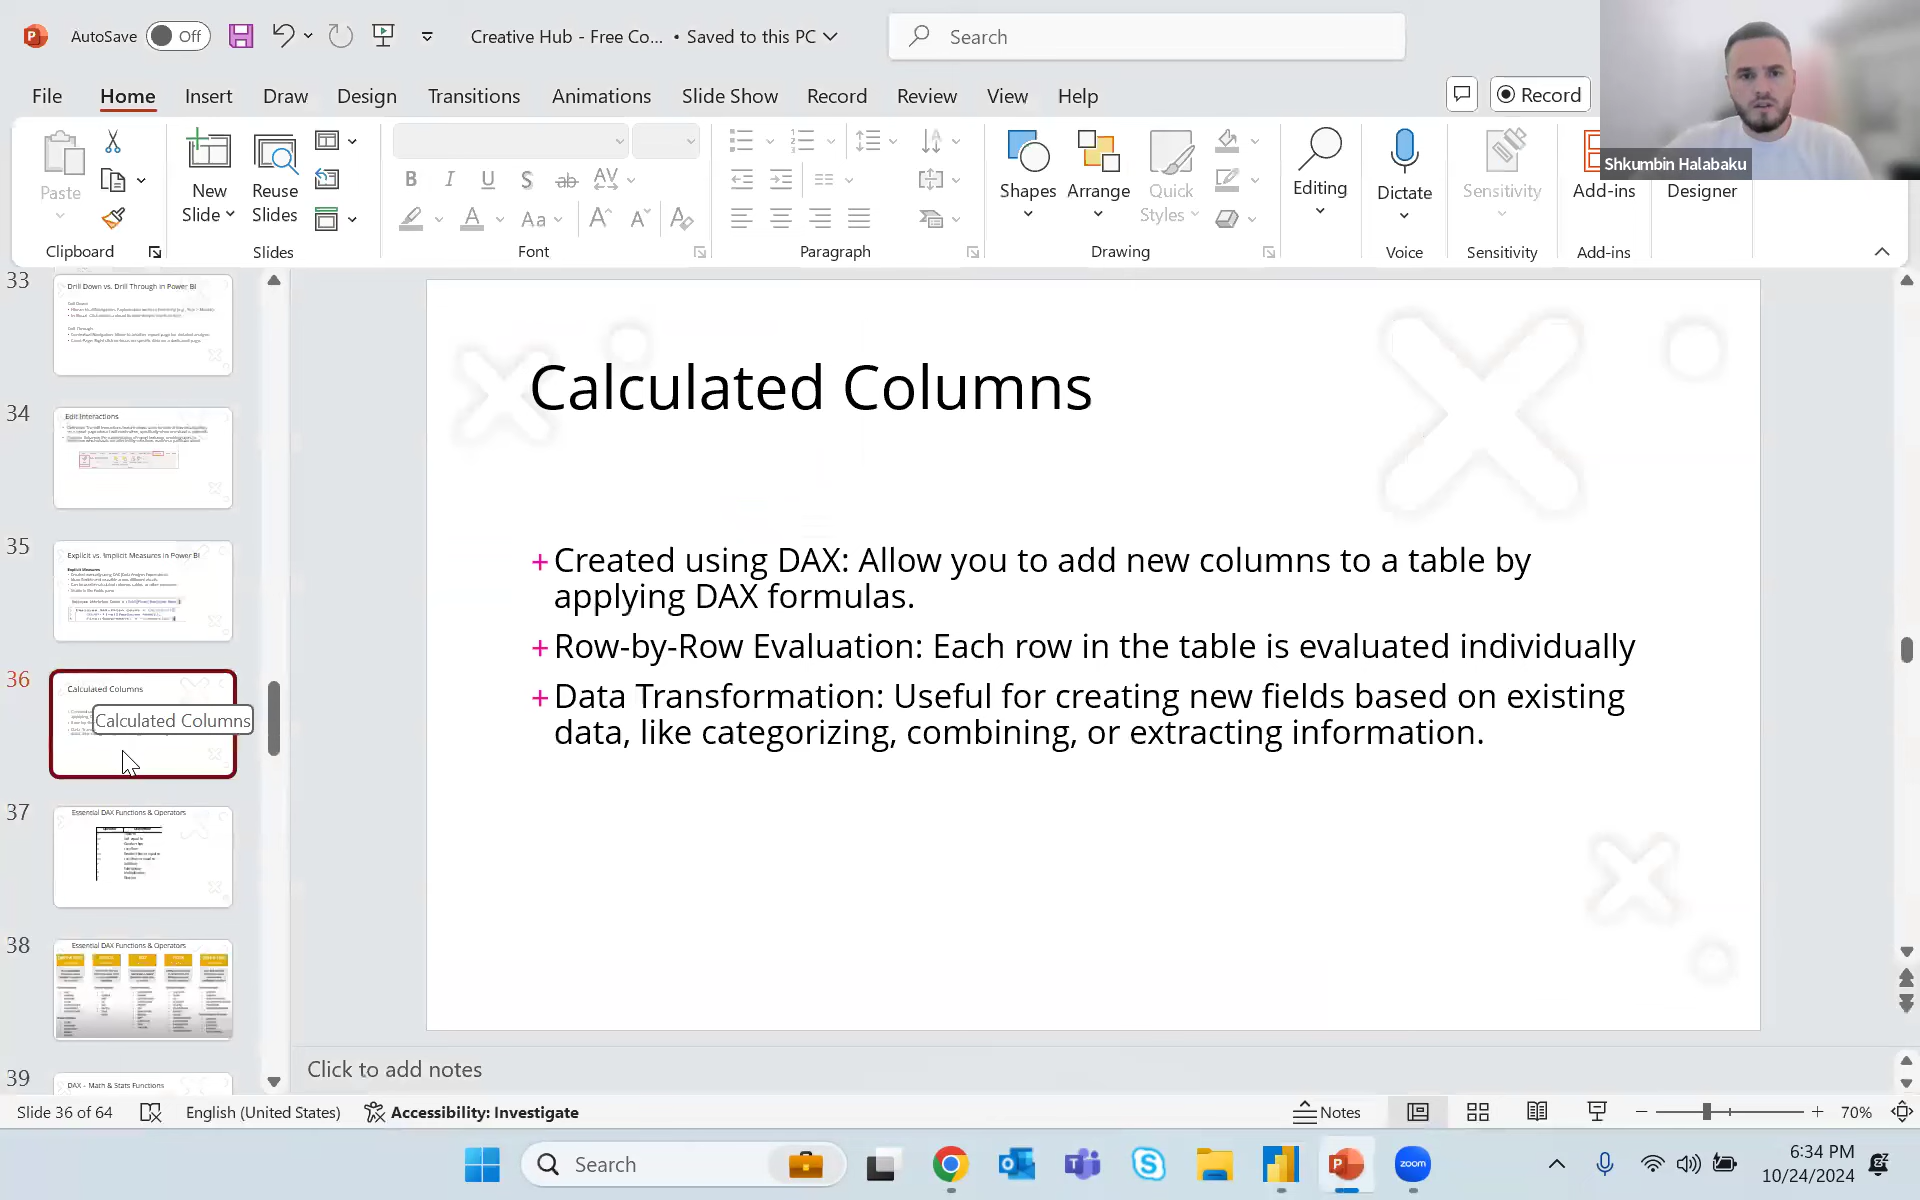 AutoSave Off Creative Hub - Free Co... • Saved to this PC Search
File Home Insert Draw Design Transitions Animations Slide Show Record Review View Help Record
Shkumbin Halabaku
Paste New Slide Reuse Slides Shapes Arrange Quick Styles Editing Dictate Sensitivity Add-ins Designer
Clipboard Slides Font Paragraph Drawing Voice Sensitivity Add-ins
33
Drill Down vs. Drill Through in Power BI
34
Edit Interactions
35
Explicit vs. Implicit Measures in Power BI
Explicit Measures
36
Calculated Columns
Calculated Columns
37
Essential DAX Functions & Operators
38
Essential DAX Functions & Operators
39
DAX - Math & Stats Functions
Calculated Columns
+ Created using DAX: Allow you to add new columns to a table by
applying DAX formulas.
+ Row-by-Row Evaluation: Each row in the table is evaluated individually
+ Data Transformation: Useful for creating new fields based on existing
data, like categorizing, combining, or extracting information.
Click to add notes
Slide 36 of 64 English (United States) Accessibility: Investigate Notes 70%
Search zoom 6:34 PM
10/24/2024